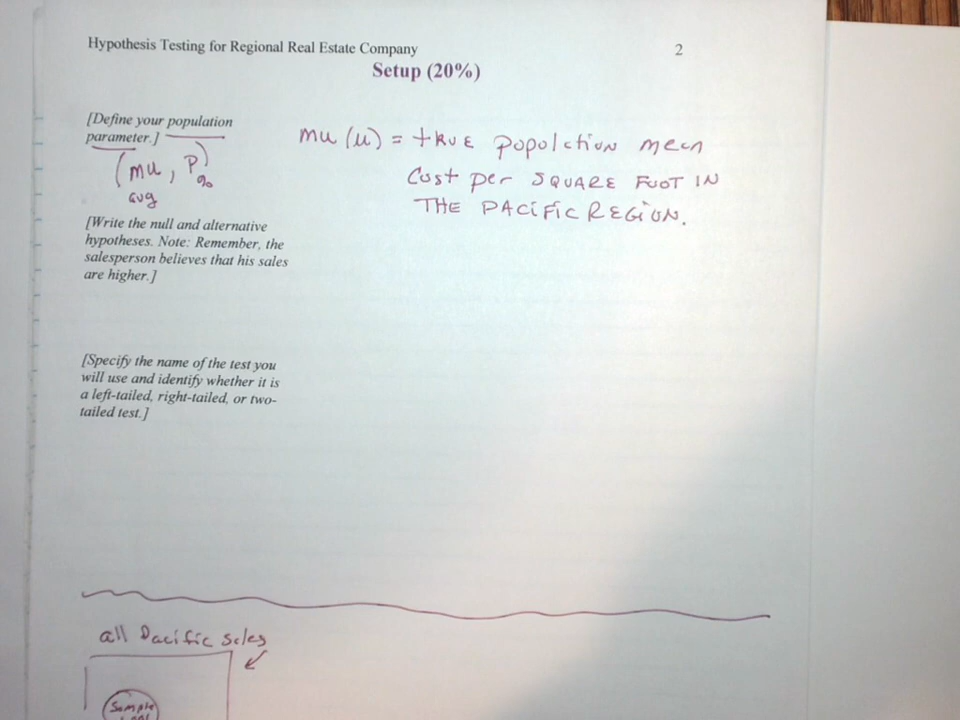 Hypothesis Testing for Regional Real Estate Company 2
Setup (20%)
[Define your population
parameter.]
mu (u) = true popolation mean
Cost per SQUARE FOOT IN
THE PACIFIC REGION.
(mu, P)
avg %
[Write the null and alternative
hypotheses. Note: Remember, the
salesperson believes that his sales
are higher.]
[Specify the name of the test you
will use and identify whether it is
a left-tailed, right-tailed, or two-
tailed test.]
all Pacific Sales
Sample